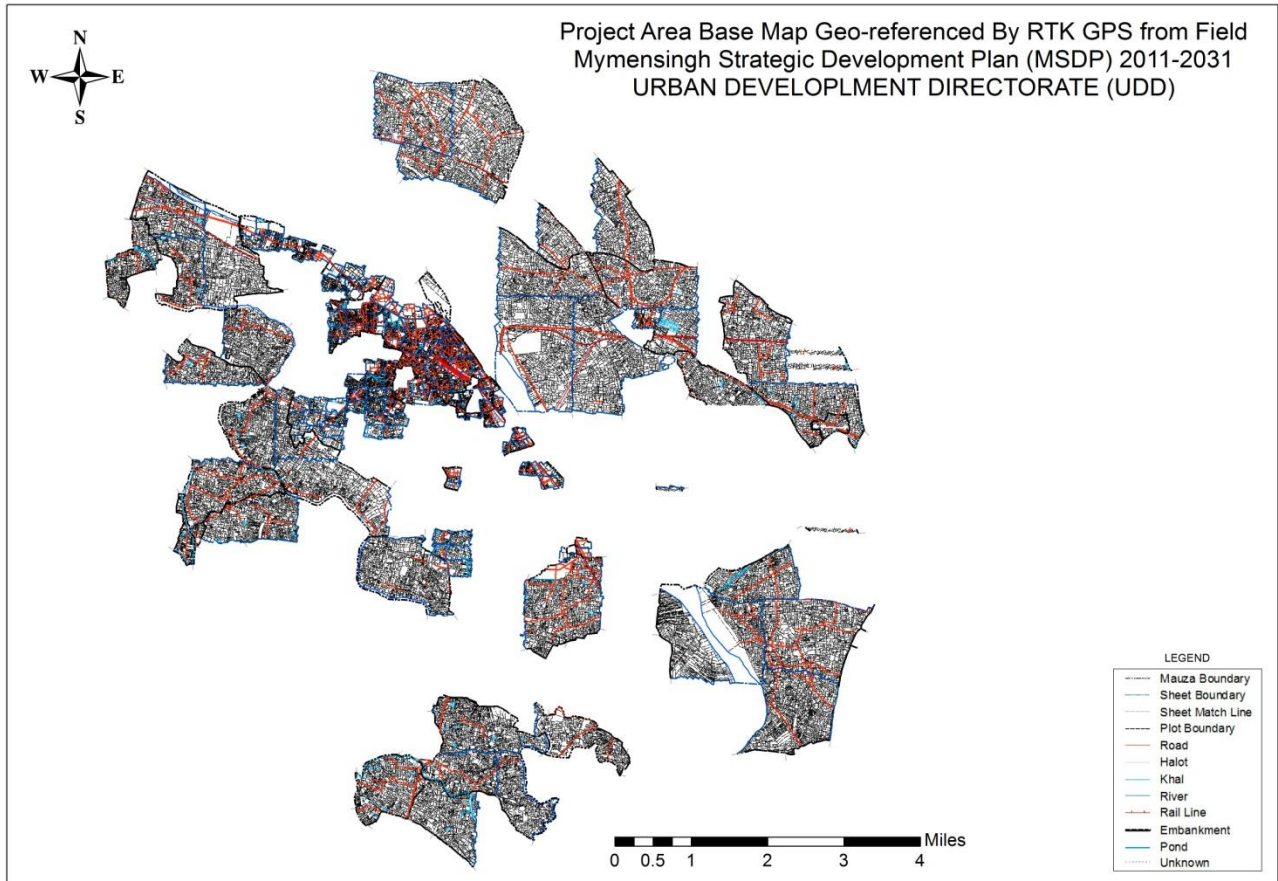 Project Area Base Map Geo-referenced By RTK GPS from Field
Mymensingh Strategic Development Plan (MSDP) 2011-2031
URBAN DEVELOPLMENT DIRECTORATE (UDD)
N
W E
S
LEGEND
Mauza Boundary
Sheet Boundary
Sheet Match Line
Plot Boundary
Road
Halot
Khal
River
Rail Line
Embankment
Pond
Unknown
Miles
0 0.5 1 2 3 4